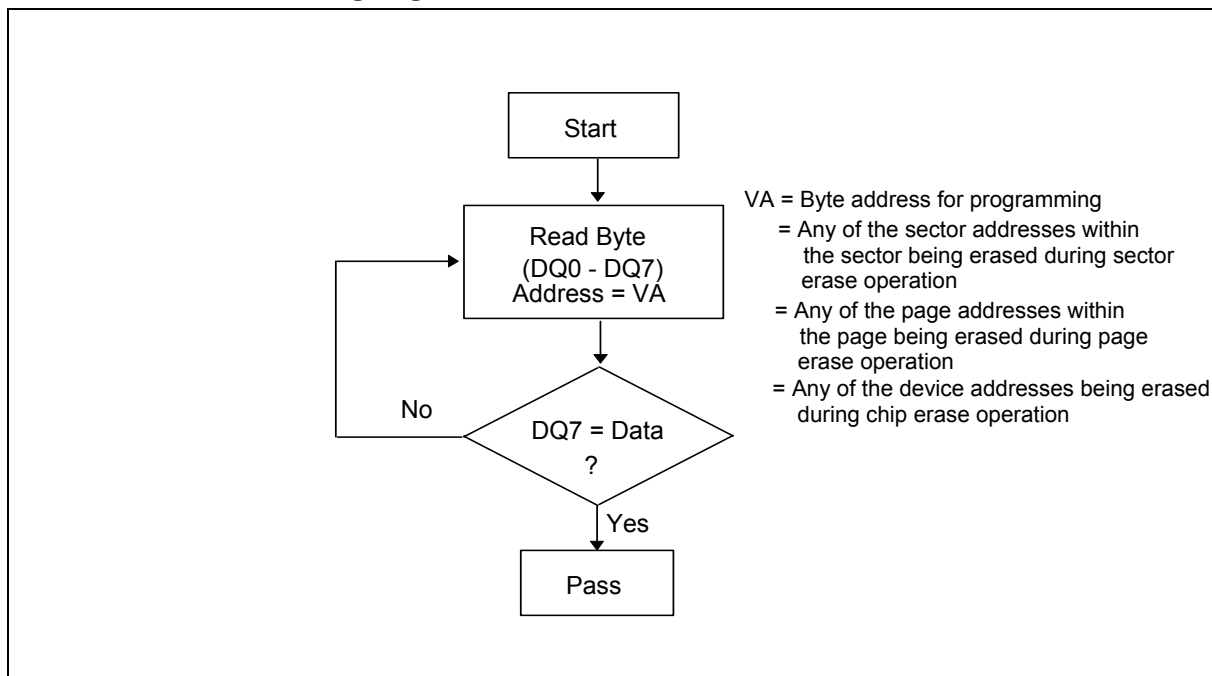 Start
Read Byte
(DQ0 - DQ7)
Address = VA
VA = Byte address for programming
= Any of the sector addresses within
the sector being erased during sector
erase operation
= Any of the page addresses within
the page being erased during page
erase operation
= Any of the device addresses being erased
during chip erase operation
No
DQ7 = Data
?
Yes
Pass